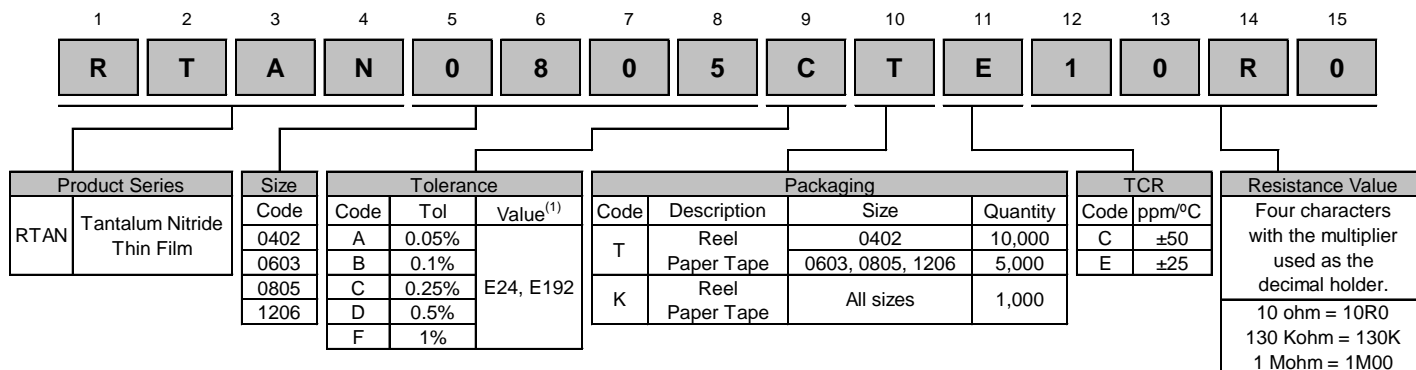 1 2 3 4 5 6 7 8 9 10 11 12 13 14 15
R T A N 0 8 0 5 C T E 1 0 R 0
Product Series
RTAN Tantalum Nitride
Thin Film
Size
Code
0402
0603
0805
1206
Tolerance
Code Tol Value(1)
A 0.05%
B 0.1%
C 0.25%
D 0.5%
F 1%
E24, E192
Packaging
Code Description Size Quantity
T Reel 0402 10,000
Paper Tape 0603, 0805, 1206 5,000
K Reel All sizes 1,000
Paper Tape
TCR
Code ppm/ºC
C ±50
E ±25
Resistance Value
Four characters
with the multiplier
used as the
decimal holder.
10 ohm = 10R0
130 Kohm = 130K
1 Mohm = 1M00